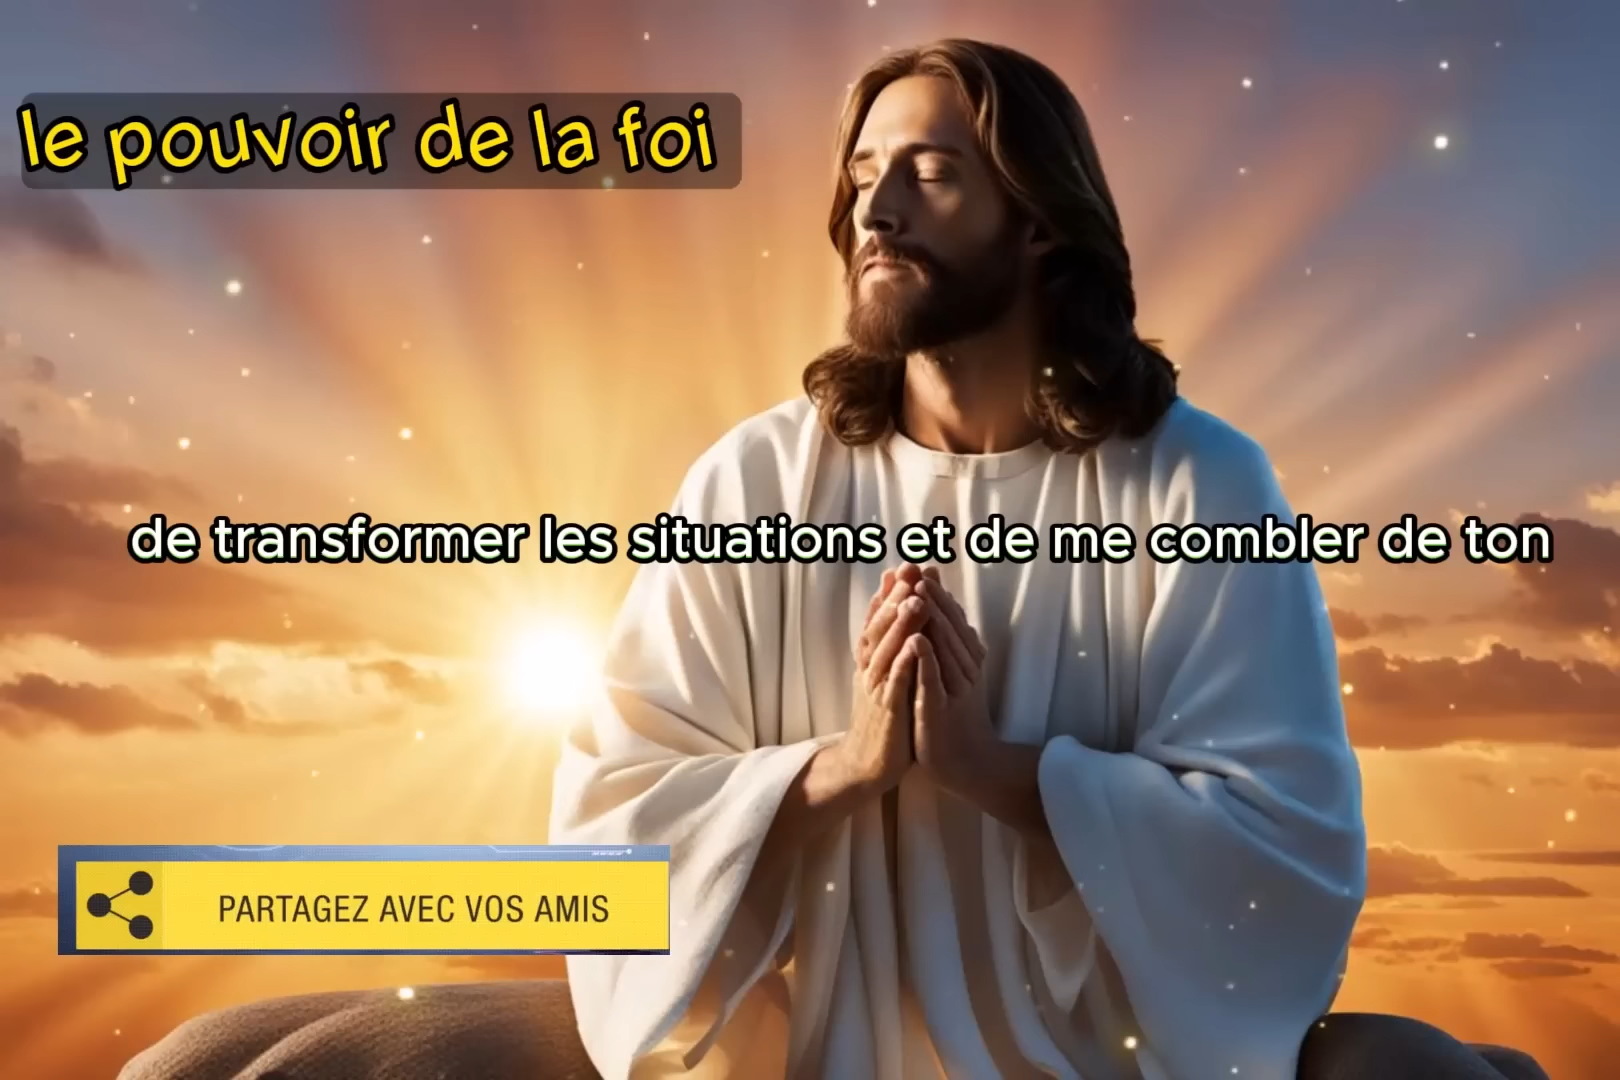 le pouvoir de la foi
de transformer les situations et de me combler de ton
PARTAGEZ AVEC VOS AMIS